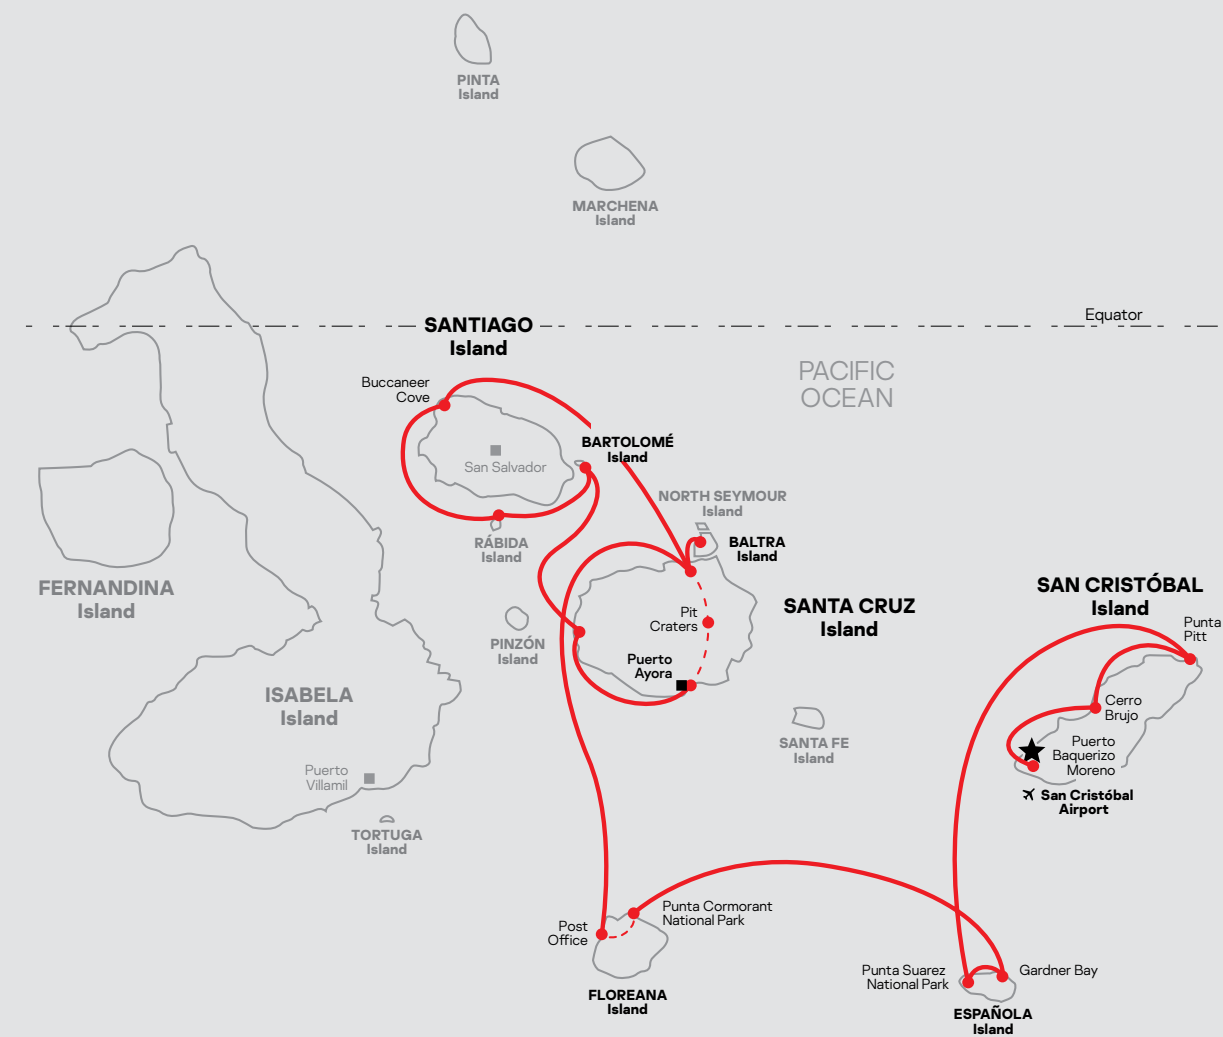 PINTA
Island
MARCHENA
Island
Equator
SANTIAGO
Island
PACIFIC
OCEAN
Buccaneer
Cove
BARTOLOMÉ
Island
San Salvador
NORTH SEYMOUR
Island
RÁBIDA
Island
BALTRA
Island
FERNANDINA
Island
SAN CRISTÓBAL
Island
SANTA CRUZ
Island
Pit
Craters
Punta
Pitt
PINZÓN
Island
Puerto
Ayora
ISABELA
Island
Cerro
Brujo
SANTA FE
Island
Puerto
Baquerizo
Moreno
Puerto
Villamil
San Cristóbal
Airport
TORTUGA
Island
Punta Cormorant
National Park
Post
Office
Punta Suarez
National Park
Gardner Bay
FLOREANA
Island
ESPAÑOLA
Island